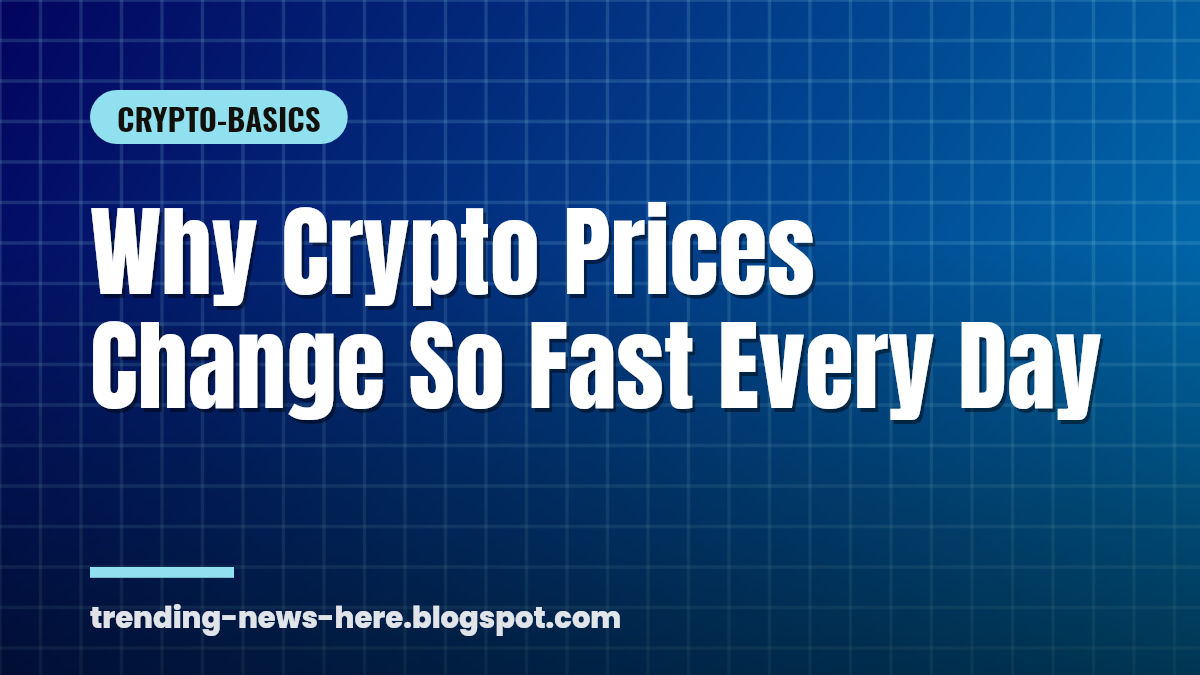 CRYPTO-BASICS
Why Crypto Prices
Change So Fast Every Day
trending-news-here.blogspot.com